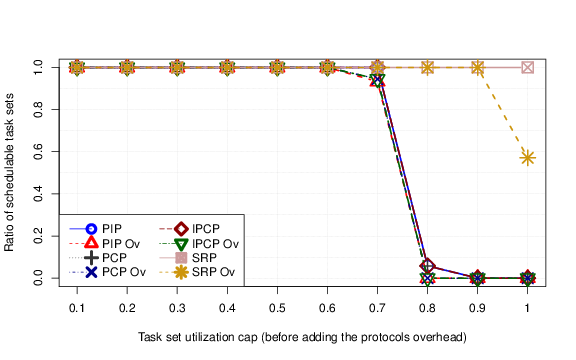 Ratio of schedulable task sets
1.0
0.8
0.6
0.4
0.2
0.0
PIP
PIP Ov
PCP
PCP Ov
IPCP
IPCP Ov
SRP
SRP Ov
0.1 0.2 0.3 0.4 0.5 0.6 0.7 0.8 0.9 1
Task set utilization cap (before adding the protocols overhead)